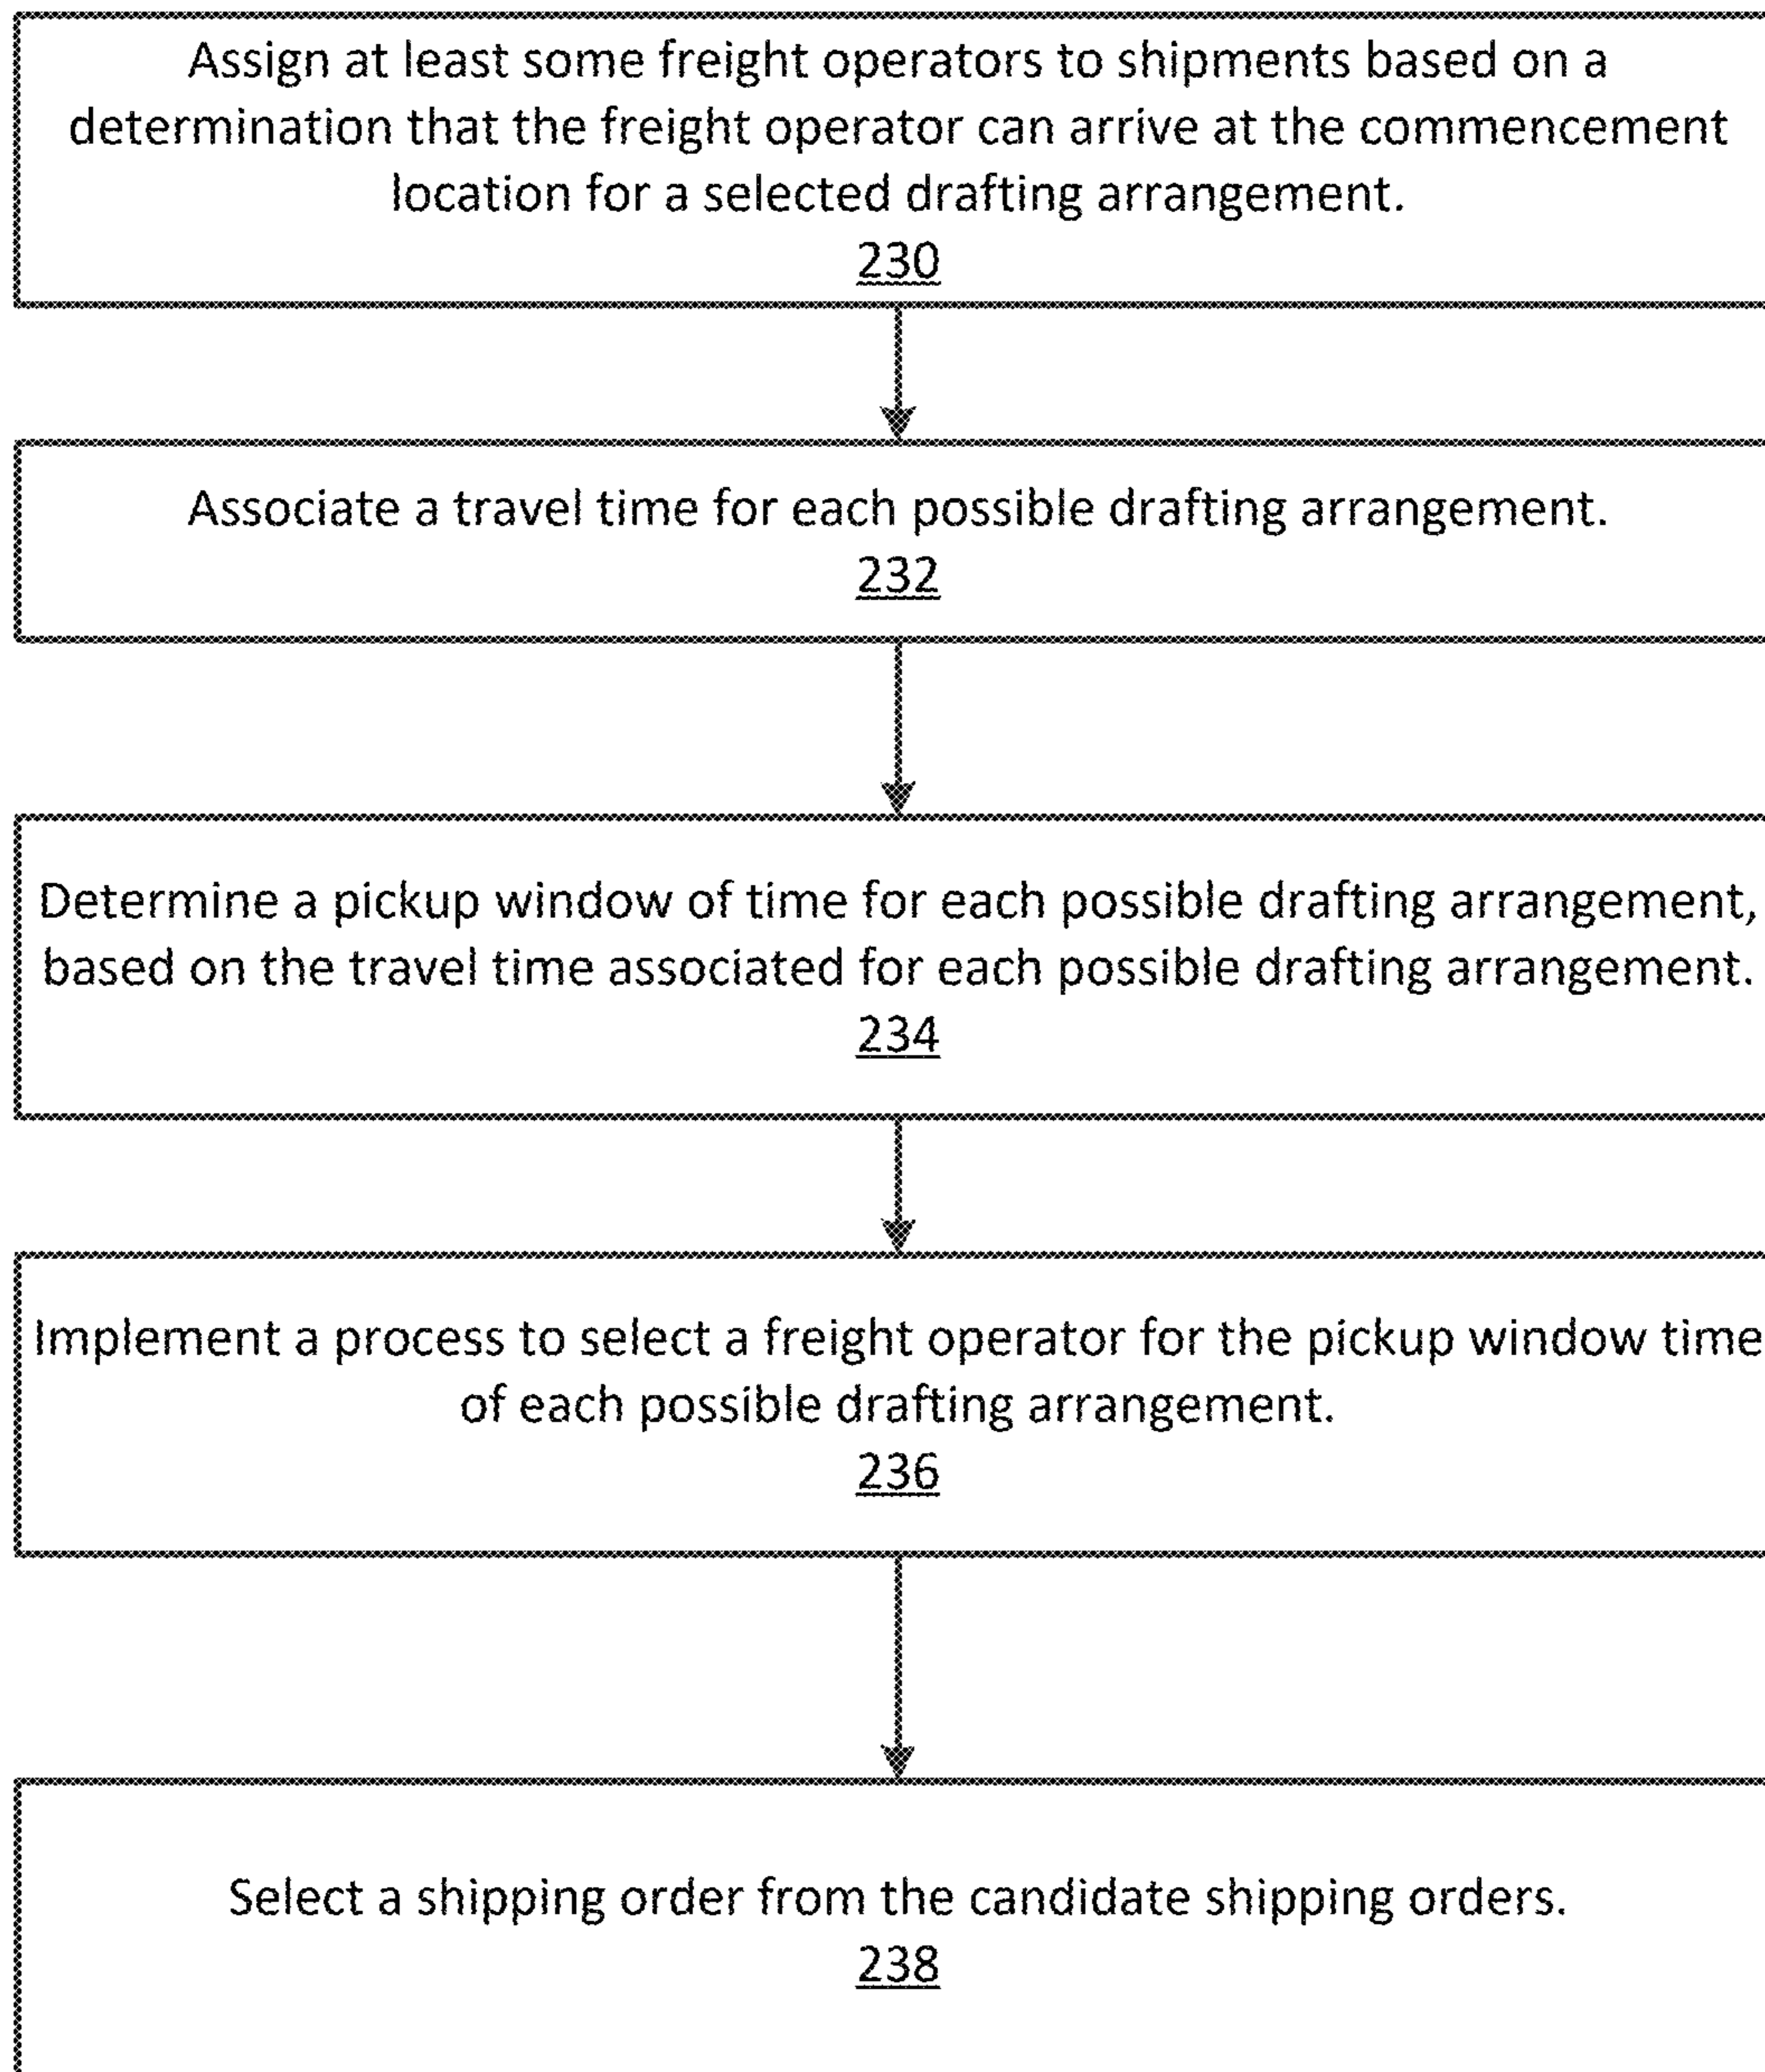 Assign at least some freight operators to shipments based on a
determination that the freight operator can arrive at the commencement
location for a selected drafting arrangement.
230
Associate a travel time for each possible drafting arrangement.
232
Determine a pickup window of time for each possible drafting arrangement,
based on the travel time associated for each possible drafting arrangement.
234
Implement a process to select a freight operator for the pickup window time
of each possible drafting arrangement.
236
Select a shipping order from the candidate shipping orders.
238